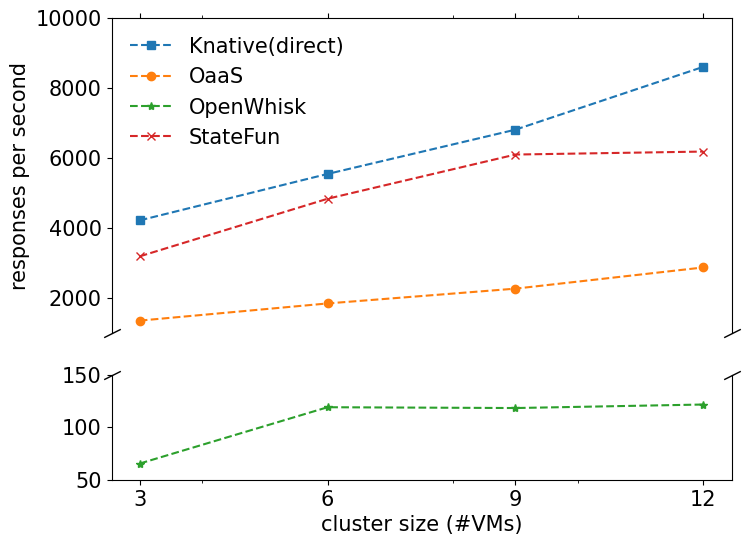 10000
8000
6000
4000
2000
150
100
50
responses per second
Knative(direct)
OaaS
OpenWhisk
StateFun
3 6 9 12
cluster size (#VMs)